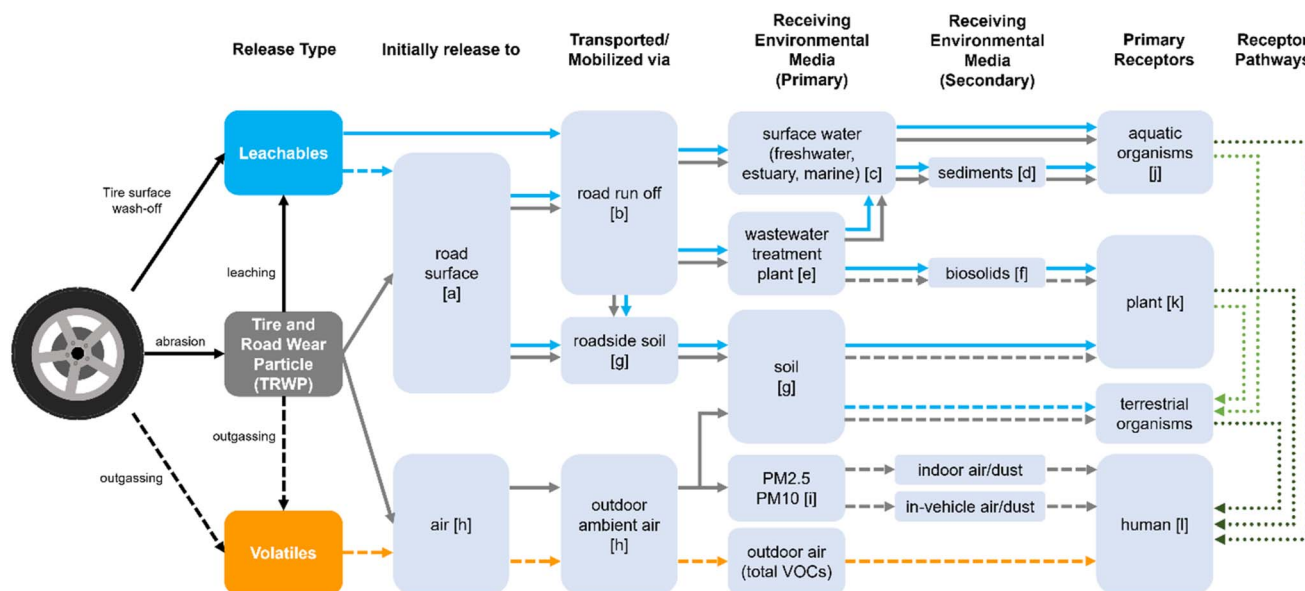 Release Type
Initially release to
Transported/
Mobilized via
Receiving
Environmental
Media
(Primary)
Receiving
Environmental
Media
(Secondary)
Primary
Receptors
Receptor
Pathways
Leachables
Tire surface
wash-off
leaching
abrasion
Tire and
Road Wear
Particle
(TRWP)
outgassing
outgassing
Volatiles
road
surface
[a]
air [h]
road run off
[b]
roadside soil
[g]
outdoor
ambient air
[h]
surface water
(freshwater,
estuary, marine) [c]
wastewater
treatment
plant [e]
soil
[g]
PM2.5
PM10 [i]
outdoor air
(total VOCs)
sediments [d]
biosolids [f]
indoor air/dust
in-vehicle air/dust
aquatic
organisms
[j]
plant [k]
terrestrial
organisms
human [l]